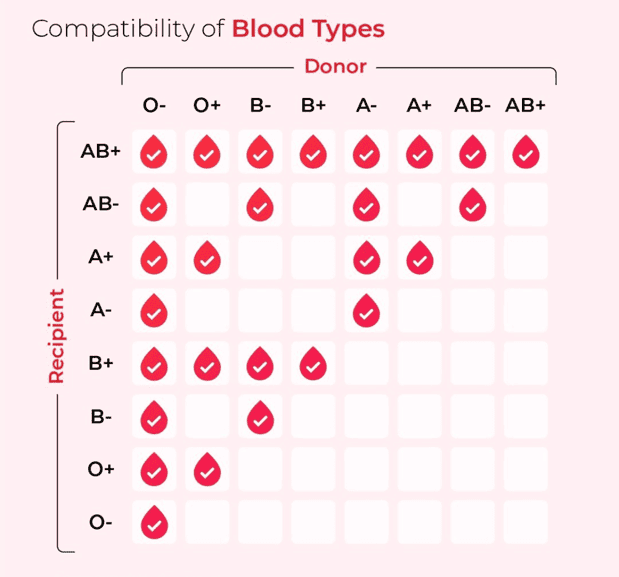 Compatibility of Blood Types
Donor
O- O+ B- B+ A- A+ AB- AB+
Recipient
AB+
AB-
A+
A-
B+
B-
O+
O-